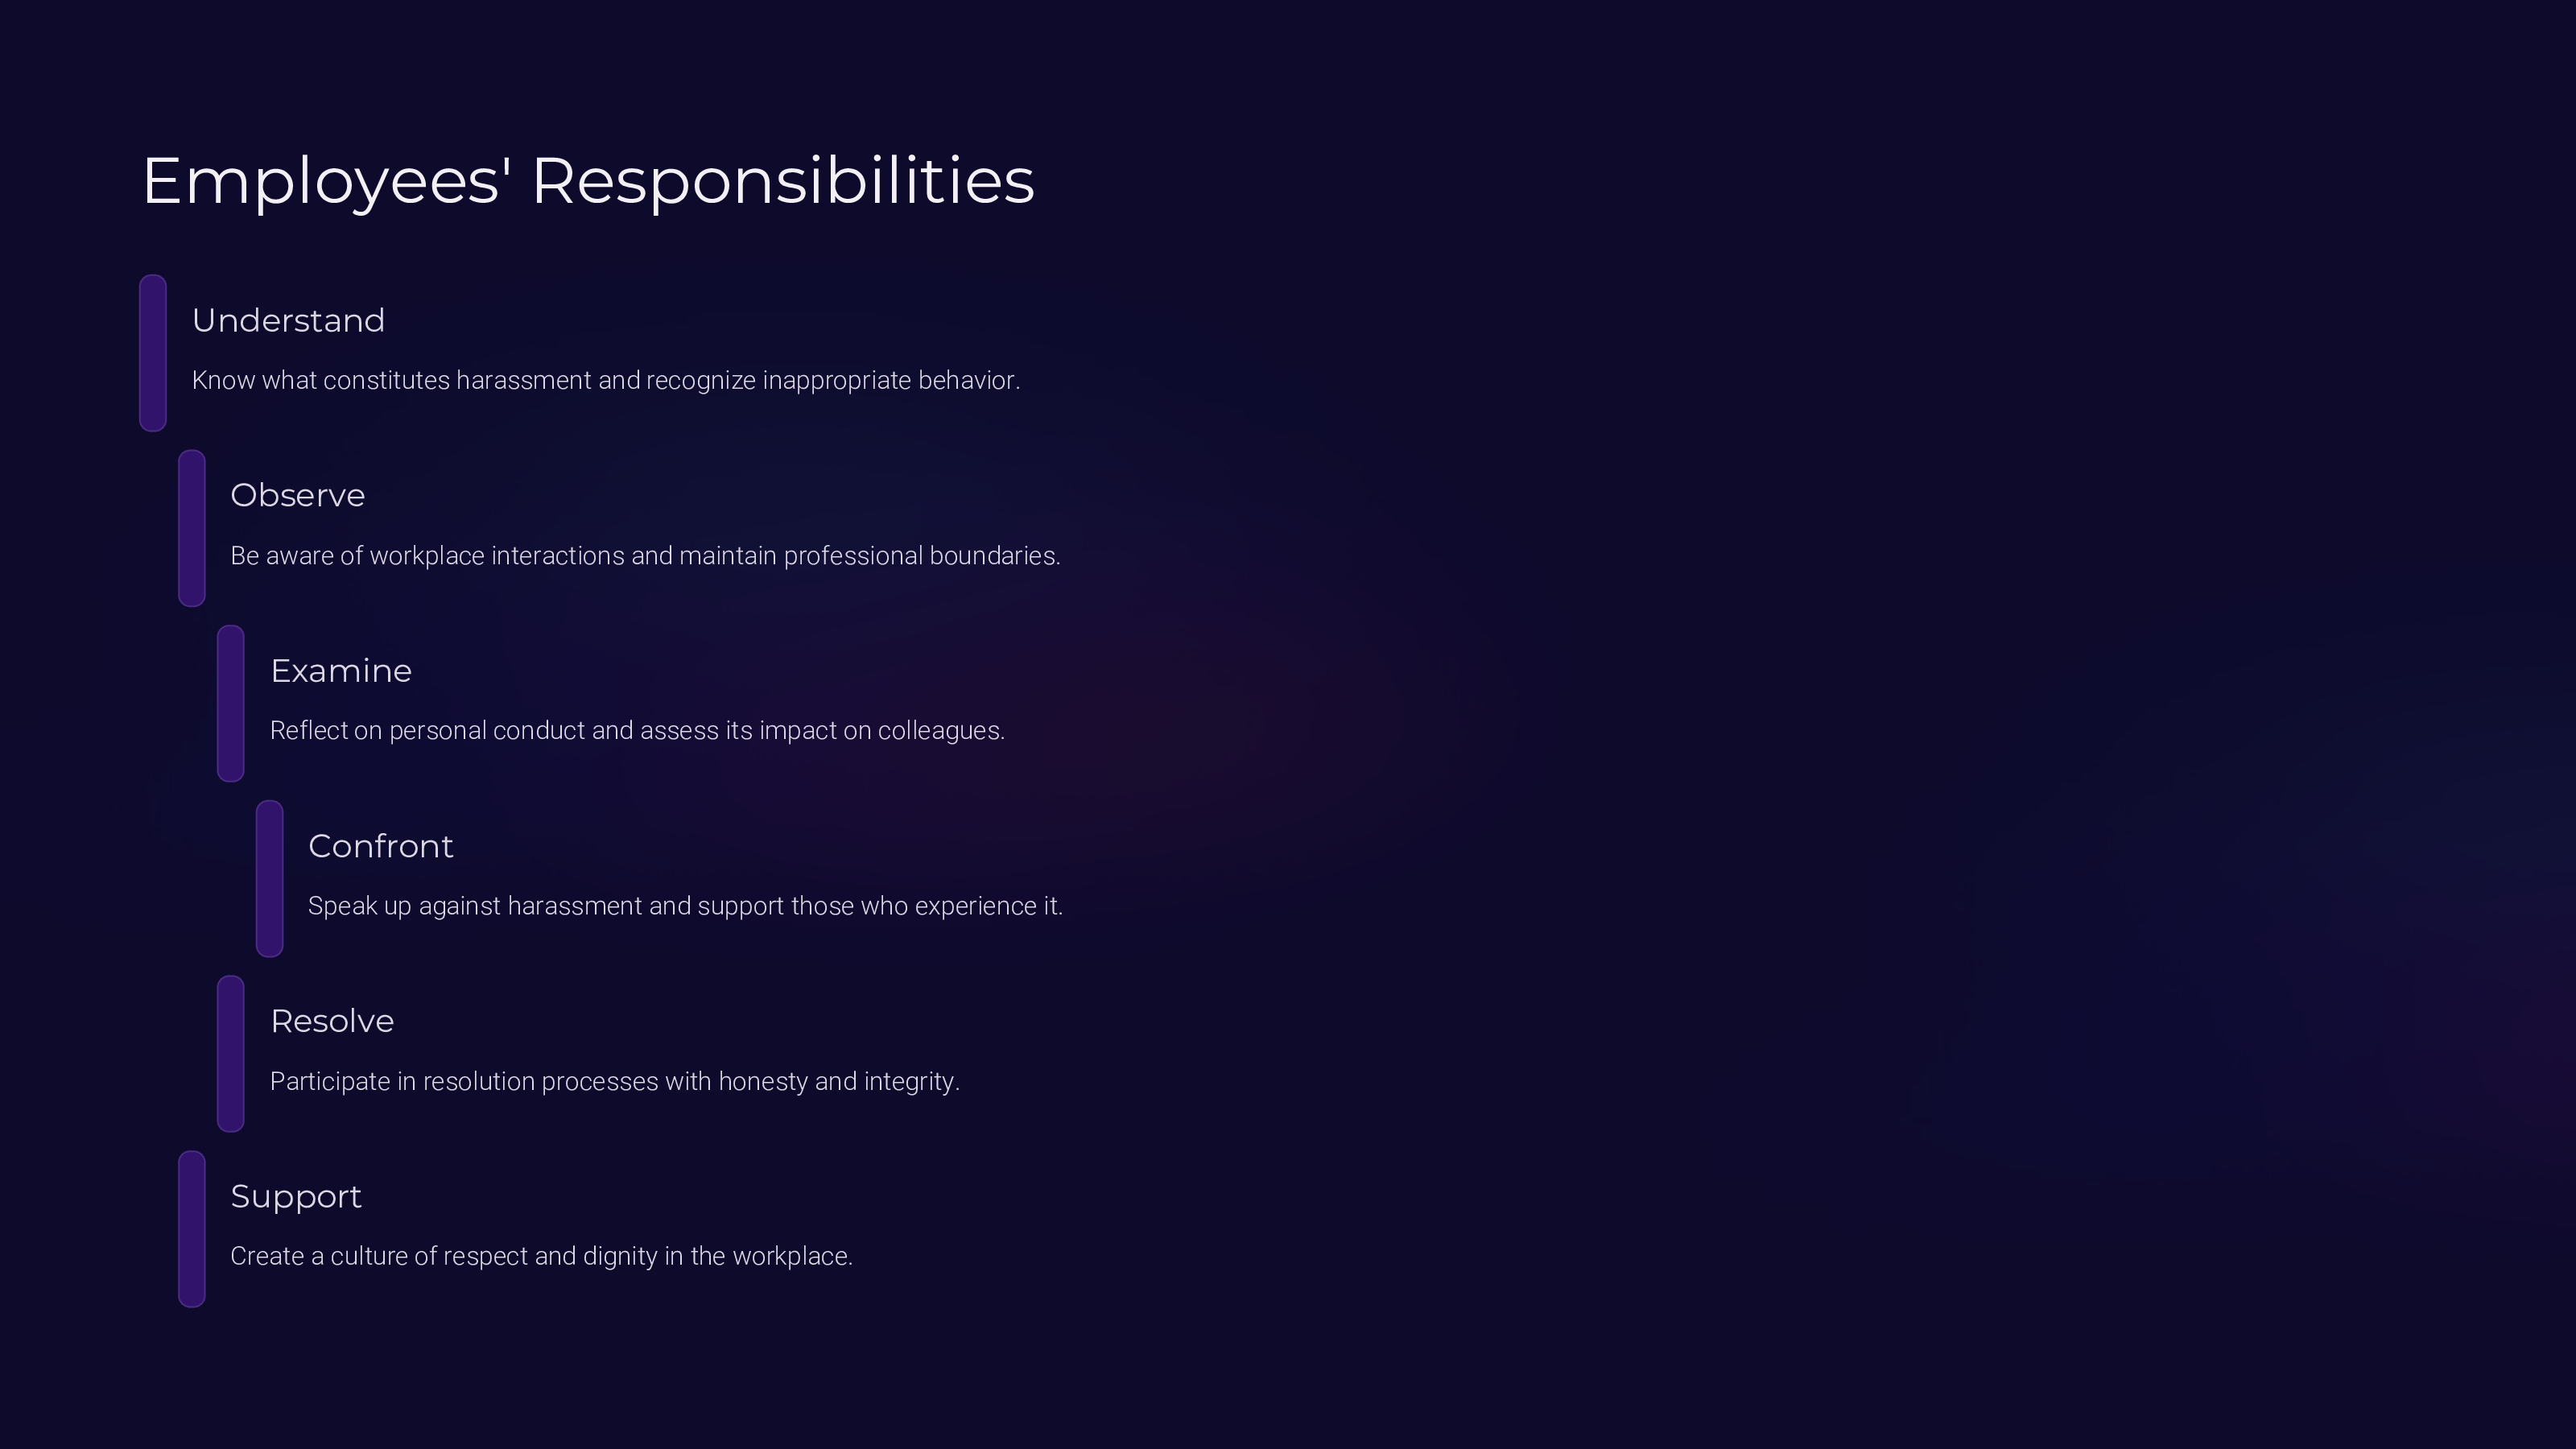 Employees' Responsibilities
Understand
Know what constitutes harassment and recognize inappropriate behavior.
Observe
Be aware of workplace interactions and maintain professional boundaries.
Examine
Reflect on personal conduct and assess its impact on colleagues.
Confront
Speak up against harassment and support those who experience it.
Resolve
Participate in resolution processes with honesty and integrity.
Support
Create a culture of respect and dignity in the workplace.